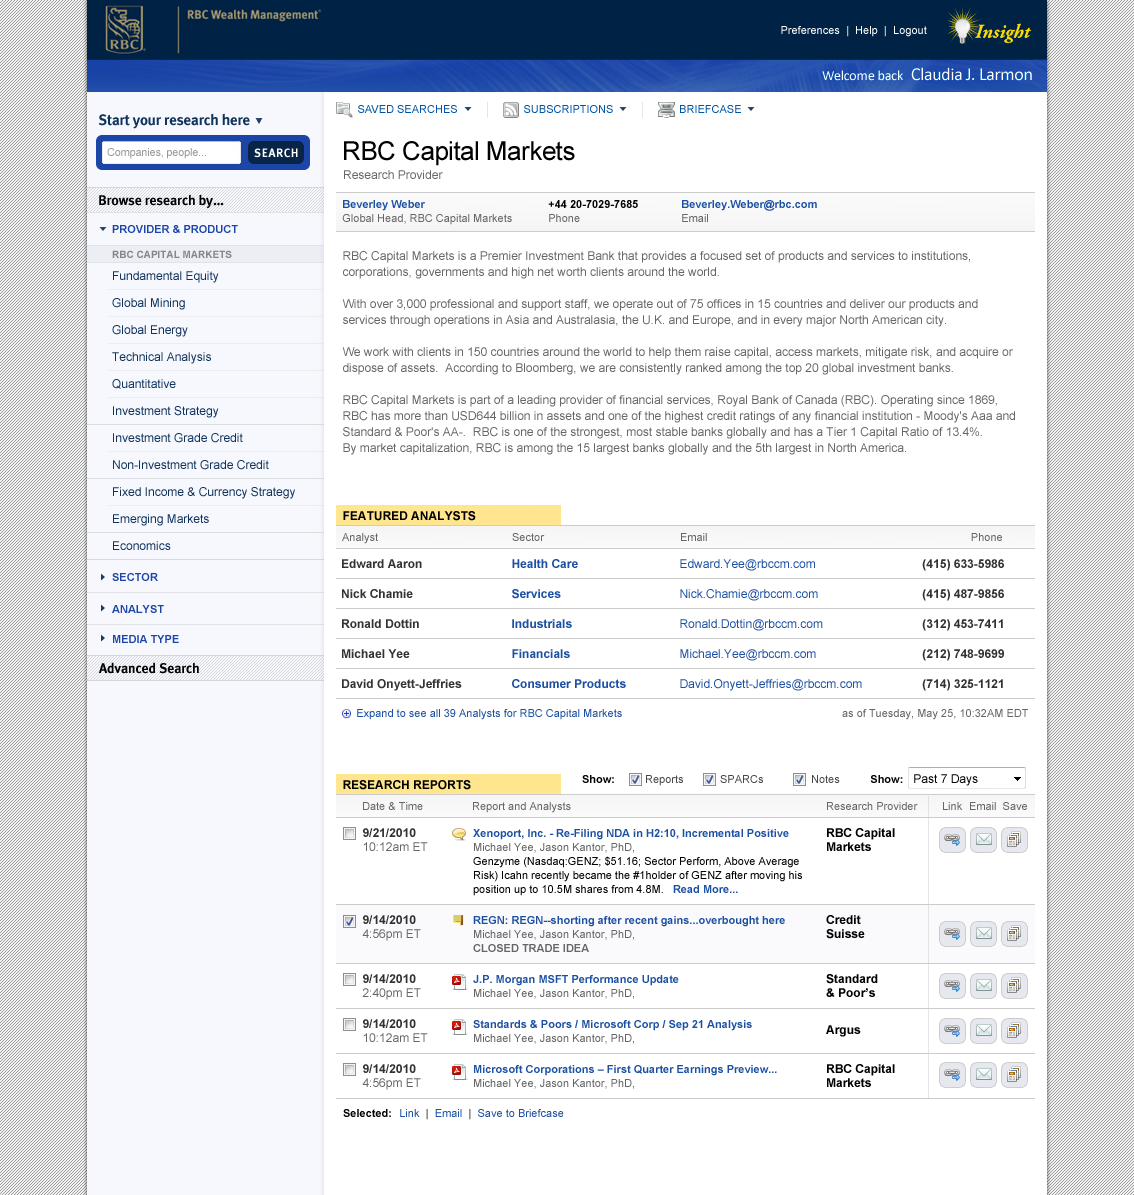 RBC
RBC Wealth Management®
Preferences | Help | Logout
Insight
Welcome back Claudia J. Larmon
Start your research here
Companies, people...
SEARCH
Browse research by...
PROVIDER & PRODUCT
RBC CAPITAL MARKETS
Fundamental Equity
Global Mining
Global Energy
Technical Analysis
Quantitative
Investment Strategy
Investment Grade Credit
Non-Investment Grade Credit
Fixed Income & Currency Strategy
Emerging Markets
Economics
SECTOR
ANALYST
MEDIA TYPE
Advanced Search
SAVED SEARCHES
SUBSCRIPTIONS
BRIEFCASE
RBC Capital Markets
Research Provider
Beverley Weber +44 20-7029-7685 Beverley.Weber@rbc.com
Global Head, RBC Capital Markets Phone Email
RBC Capital Markets is a Premier Investment Bank that provides a focused set of products and services to institutions,
corporations, governments and high net worth clients around the world.
With over 3,000 professional and support staff, we operate out of 75 offices in 15 countries and deliver our products and
services through operations in Asia and Australasia, the U.K. and Europe, and in every major North American city.
We work with clients in 150 countries around the world to help them raise capital, access markets, mitigate risk, and acquire or
dispose of assets. According to Bloomberg, we are consistently ranked among the top 20 global investment banks.
RBC Capital Markets is part of a leading provider of financial services, Royal Bank of Canada (RBC). Operating since 1869,
RBC has more than USD644 billion in assets and one of the highest credit ratings of any financial institution - Moody's Aaa and
Standard & Poor's AA-. RBC is one of the strongest, most stable banks globally and has a Tier 1 Capital Ratio of 13.4%.
By market capitalization, RBC is among the 15 largest banks globally and the 5th largest in North America.
FEATURED ANALYSTS
Analyst Sector Email Phone
Edward Aaron Health Care Edward.Yee@rbccm.com (415) 633-5986
Nick Chamie Services Nick.Chamie@rbccm.com (415) 487-9856
Ronald Dottin Industrials Ronald.Dottin@rbccm.com (312) 453-7411
Michael Yee Financials Michael.Yee@rbccm.com (212) 748-9699
David Onyett-Jeffries Consumer Products David.Onyett-Jeffries@rbccm.com (714) 325-1121
Expand to see all 39 Analysts for RBC Capital Markets as of Tuesday, May 25, 10:32AM EDT
RESEARCH REPORTS Show: Reports SPARCs Notes Show: Past 7 Days
Date & Time Report and Analysts Research Provider Link Email Save
9/21/2010 Xenoport, Inc. - Re-Filing NDA in H2:10, Incremental Positive RBC Capital
10:12am ET Michael Yee, Jason Kantor, PhD, Markets
Genzyme (Nasdaq:GENZ; $51.16; Sector Perform, Above Average
Risk) Icahn recently became the #1holder of GENZ after moving his
position up to 10.5M shares from 4.8M. Read More...
9/14/2010 REGN: REGN--shorting after recent gains...overbought here Credit
4:56pm ET Michael Yee, Jason Kantor, PhD, Suisse
CLOSED TRADE IDEA
9/14/2010 J.P. Morgan MSFT Performance Update Standard
2:40pm ET Michael Yee, Jason Kantor, PhD, & Poor's
9/14/2010 Standards & Poors / Microsoft Corp / Sep 21 Analysis Argus
10:12am ET Michael Yee, Jason Kantor, PhD,
9/14/2010 Microsoft Corporations – First Quarter Earnings Preview... RBC Capital
4:56pm ET Michael Yee, Jason Kantor, PhD, Markets
Selected: Link | Email | Save to Briefcase